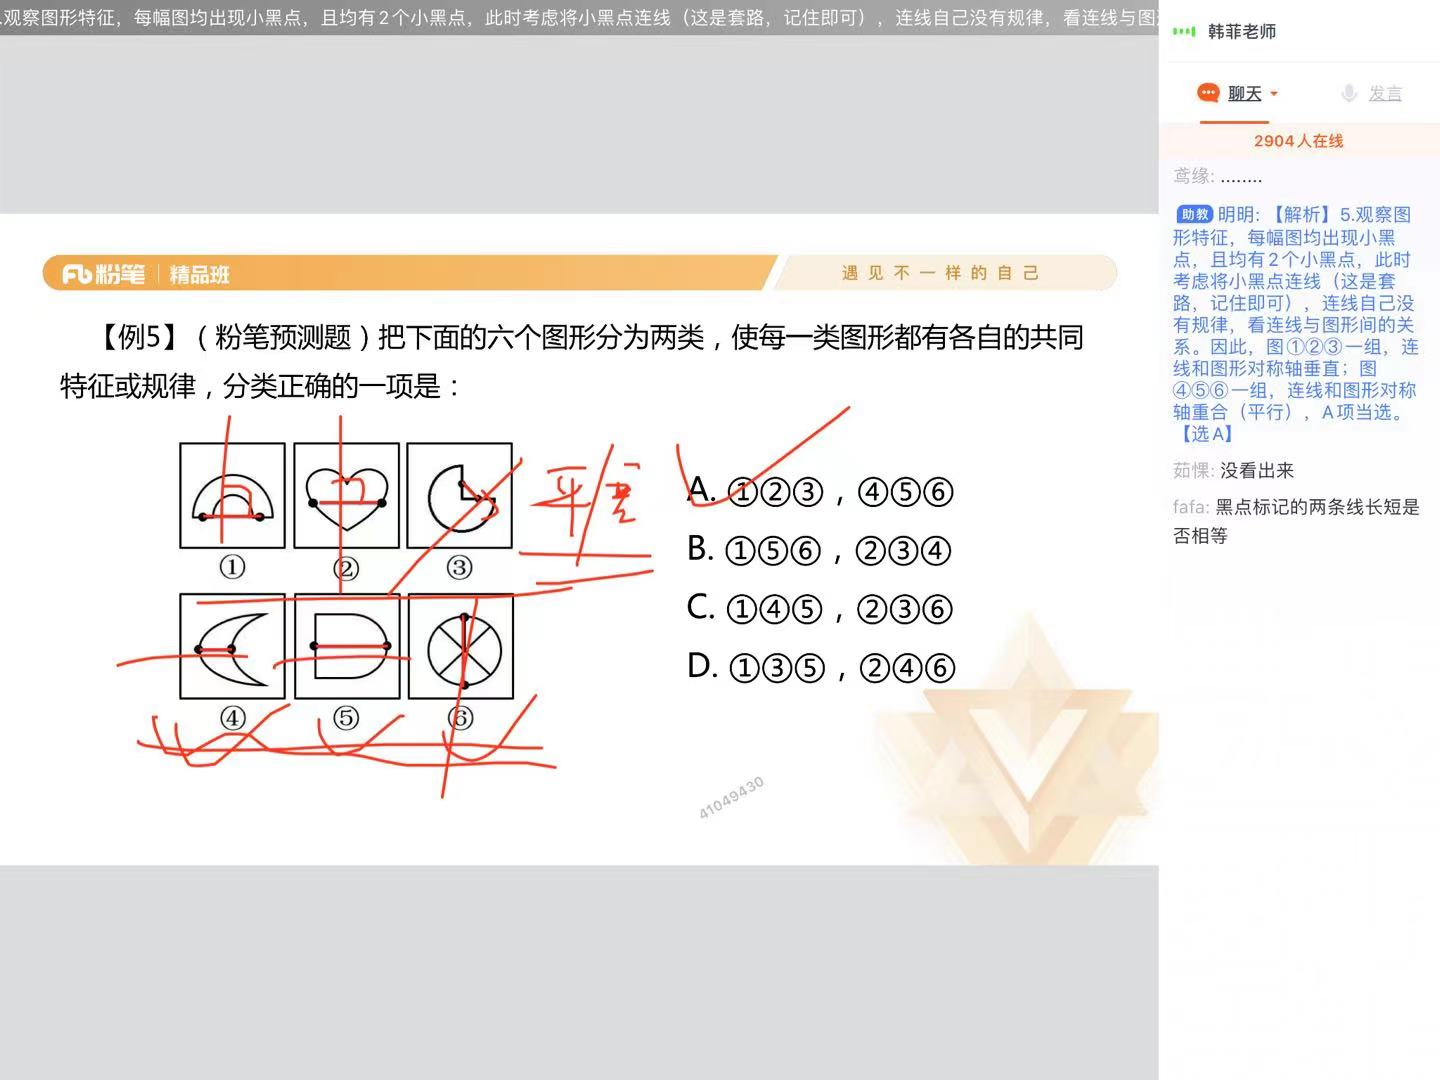 .观察图形特征，每幅图均出现小黑点，且均有2个小黑点，此时考虑将小黑点连线（这是套路，记住即可），连线自己没有规律，看连线与图
韩菲老师
聊天 发言
2904人在线
鸢缘: ........
助教 明明: 【解析】5.观察图
形特征，每幅图均出现小黑
点，且均有2个小黑点，此时
考虑将小黑点连线（这是套
路，记住即可），连线自己没
有规律，看连线与图形间的关
系。因此，图①②③一组，连
线和图形对称轴垂直；图
④⑤⑥一组，连线和图形对称
轴重合（平行），A项当选。
【选A】
茹惈: 没看出来
fafa: 黑点标记的两条线长短是
否相等
粉笔 精品班
遇见不一样的自己
【例5】（粉笔预测题）把下面的六个图形分为两类，使每一类图形都有各自的共同
特征或规律，分类正确的一项是：
①
②
③
④
⑤
⑥
平/
A. ①②③，④⑤⑥
B. ①⑤⑥，②③④
C. ①④⑤，②③⑥
D. ①③⑤，②④⑥
41049430